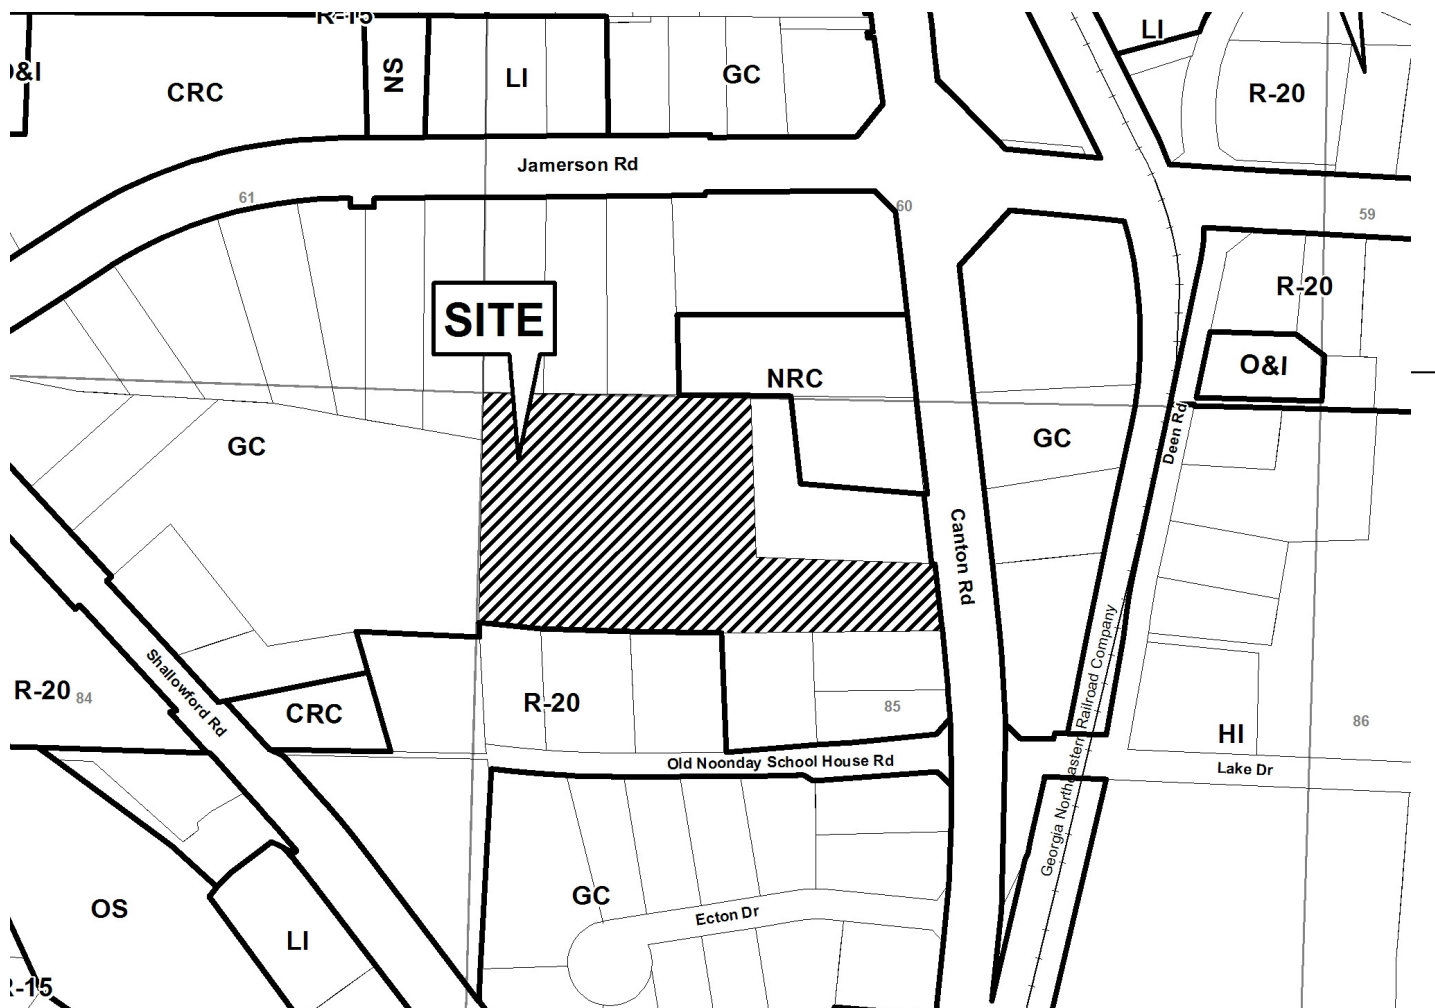 R-15
LI
O&I
CRC
NS
LI
GC
R-20
Jamerson Rd
61
60
59
R-20
SITE
O&I
NRC
GC
GC
Deen Rd
Canton Rd
Shallowford Rd
R-20
84
CRC
R-20
85
Georgia Northeastern Railroad Company
HI
86
Old Noonday School House Rd
Lake Dr
GC
OS
Ecton Dr
LI
-15